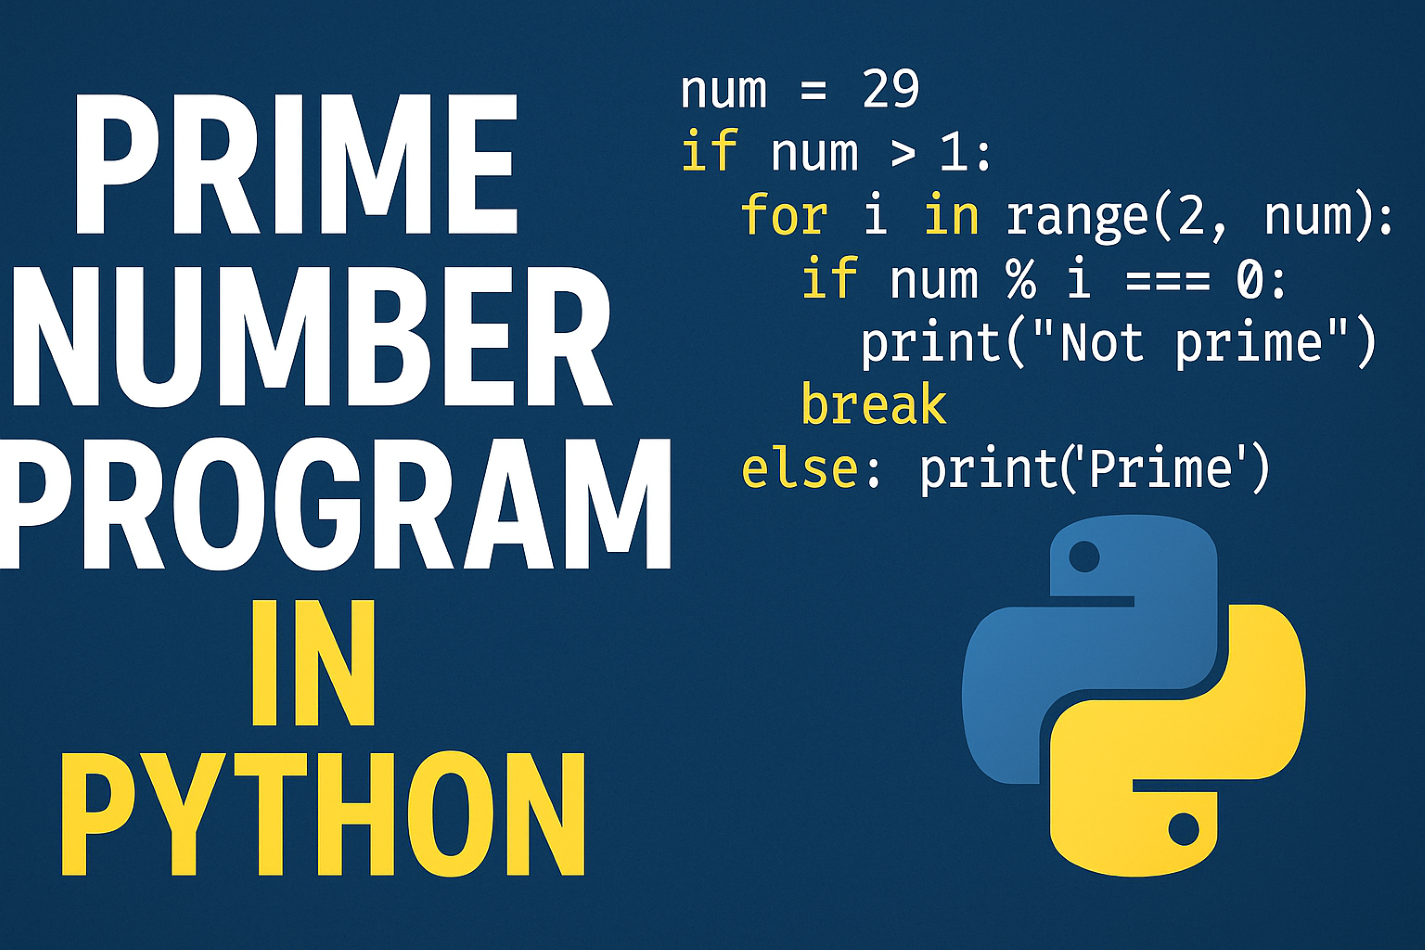 PRIME
NUMBER
PROGRAM
IN
PYTHON
num = 29
if num > 1:
  for i in range(2, num):
    if num % i === 0:
      print("Not prime")
    break
  else: print('Prime')